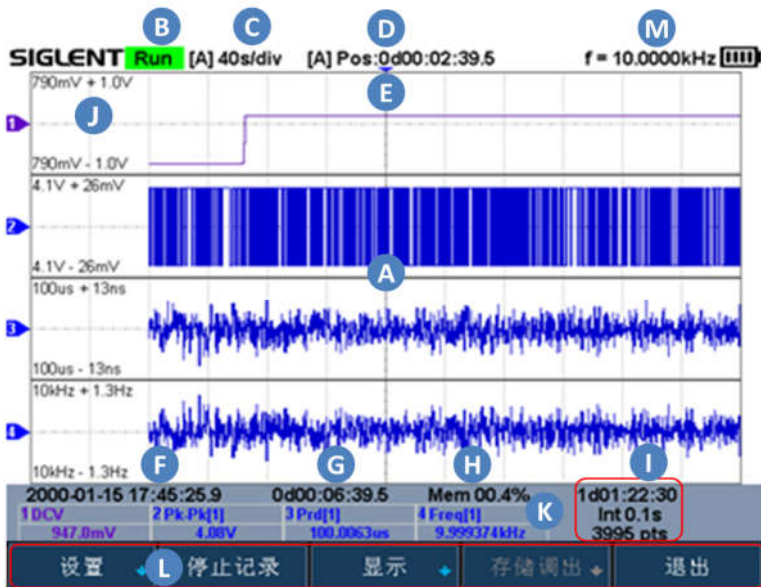 B C D M
SIGLENT Run [A] 40s/div [A] Pos:0d00:02:39.5 f = 10.0000kHz
790mV + 1.0V E
J
1
790mV - 1.0V
4.1V + 26mV
2
4.1V - 26mV A
100us + 13ns
3
100us - 13ns
10kHz + 1.3Hz
4
10kHz - 1.3Hz F G H I
2000-01-15 17:45:25.9 0d00:06:39.5 Mem 00.4% 1d01:22:30
1 DCV 2 Pk-Pk[1] 3 Prd[1] 4 Freq[1] K Int 0.1s
947.0mV 4.08V 100.0063us 9.999374kHz 3995 pts
设置 L 停止记录 显示 存储调出 退出